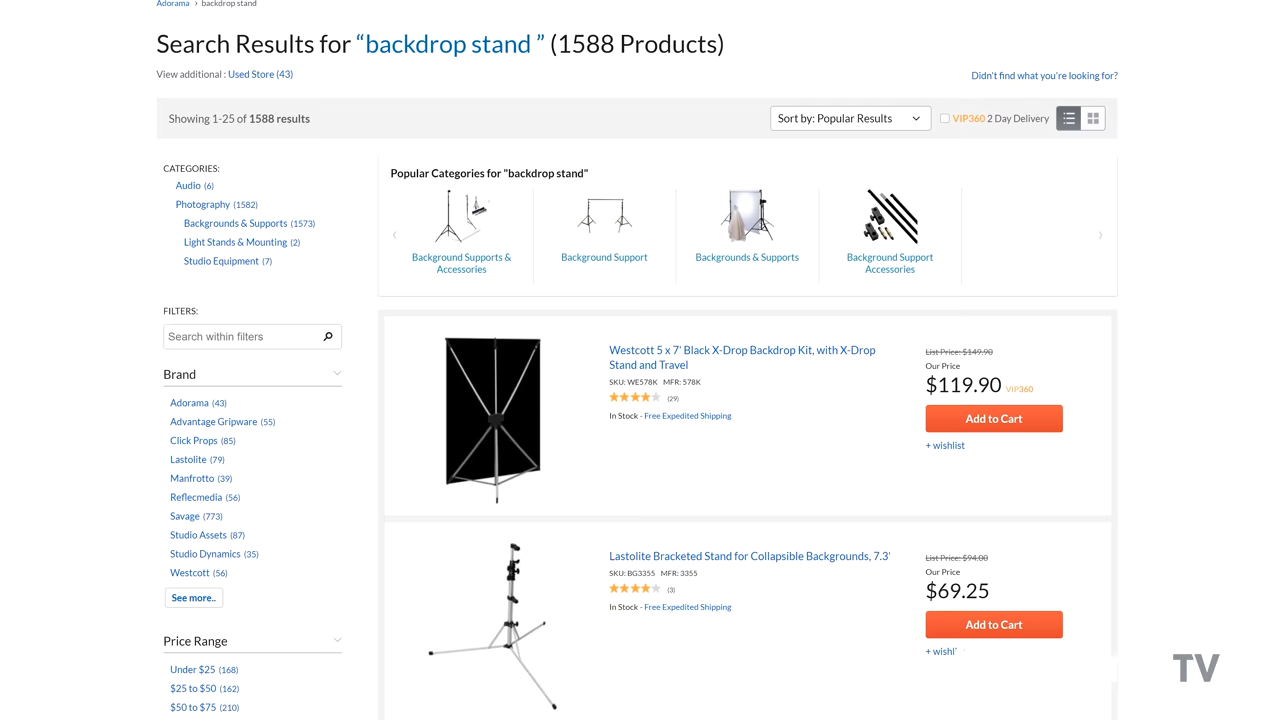 Adorama › backdrop stand
Search Results for “backdrop stand ” (1588 Products)
View additional : Used Store (43)
Didn't find what you're looking for?
Showing 1-25 of 1588 results
Sort by: Popular Results
VIP360 2 Day Delivery
CATEGORIES:
Audio (6)
Photography (1582)
Backgrounds & Supports (1573)
Light Stands & Mounting (2)
Studio Equipment (7)
FILTERS:
Search within filters
Brand
Adorama (43)
Advantage Gripware (55)
Click Props (85)
Lastolite (79)
Manfrotto (39)
Reflecmedia (56)
Savage (773)
Studio Assets (87)
Studio Dynamics (35)
Westcott (56)
See more..
Price Range
Under $25 (168)
$25 to $50 (162)
$50 to $75 (210)
Popular Categories for "backdrop stand"
Background Supports &
Accessories
Background Support
Backgrounds & Supports
Background Support
Accessories
Westcott 5 x 7' Black X-Drop Backdrop Kit, with X-Drop
Stand and Travel
SKU: WE578K MFR: 578K
(29)
In Stock - Free Expedited Shipping
List Price: $149.90
Our Price
$119.90 VIP360
Add to Cart
+ wishlist
Lastolite Bracketed Stand for Collapsible Backgrounds, 7.3'
SKU: BG3355 MFR: 3355
(3)
In Stock - Free Expedited Shipping
List Price: $94.00
Our Price
$69.25
Add to Cart
+ wishl
TV